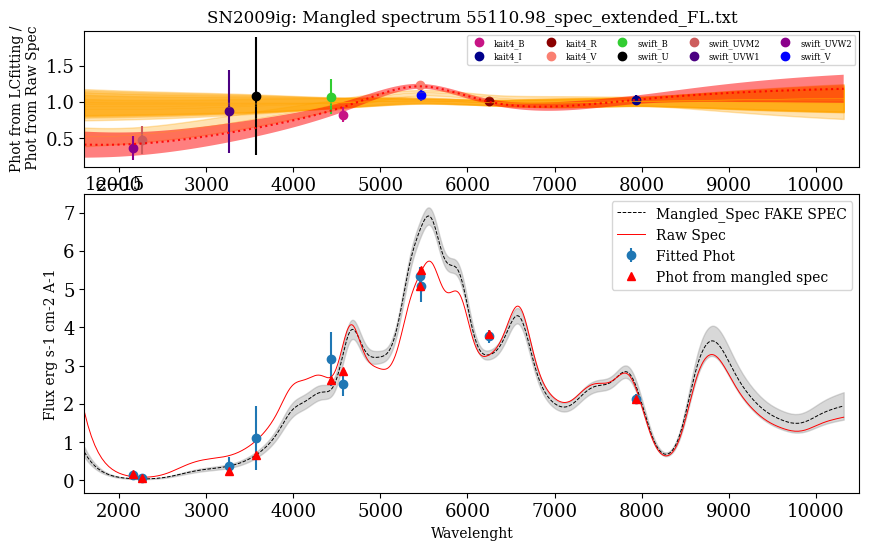 SN2009ig: Mangled spectrum 55110.98_spec_extended_FL.txt
Phot from LCfitting /
Phot from Raw Spec
1.5
1.0
0.5
kait4_B kait4_R swift_B swift_UVM2 swift_UVW2
kait4_I kait4_V swift_U swift_UVW1 swift_V
2000 3000 4000 5000 6000 7000 8000 9000 10000
1e−15
Flux erg s-1 cm-2 A-1
7
6
5
4
3
2
1
0
Mangled_Spec FAKE SPEC
Raw Spec
Fitted Phot
Phot from mangled spec
2000 3000 4000 5000 6000 7000 8000 9000 10000
Wavelenght